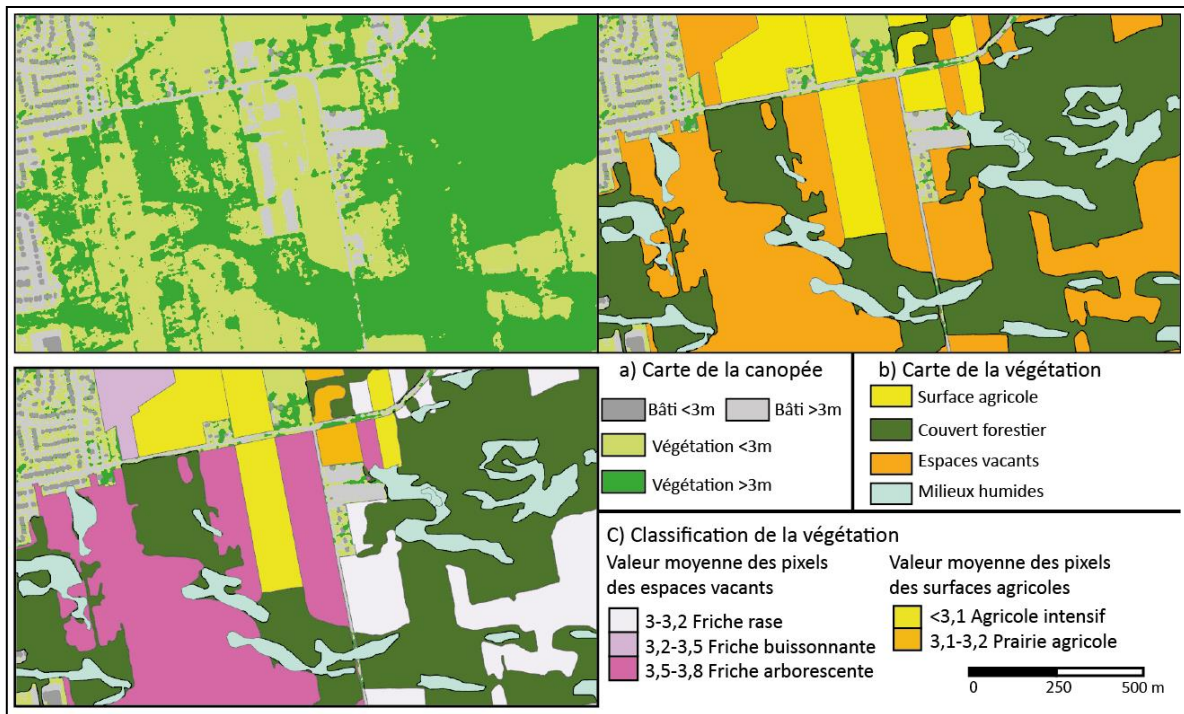 a) Carte de la canopée
Bâti <3m
Bâti >3m
Végétation <3m
Végétation >3m
b) Carte de la végétation
Surface agricole
Couvert forestier
Espaces vacants
Milieux humides
C) Classification de la végétation
Valeur moyenne des pixels
des espaces vacants
3-3,2 Friche rase
3,2-3,5 Friche buissonnante
3,5-3,8 Friche arborescente
Valeur moyenne des pixels
des surfaces agricoles
<3,1 Agricole intensif
3,1-3,2 Prairie agricole
0 250 500 m